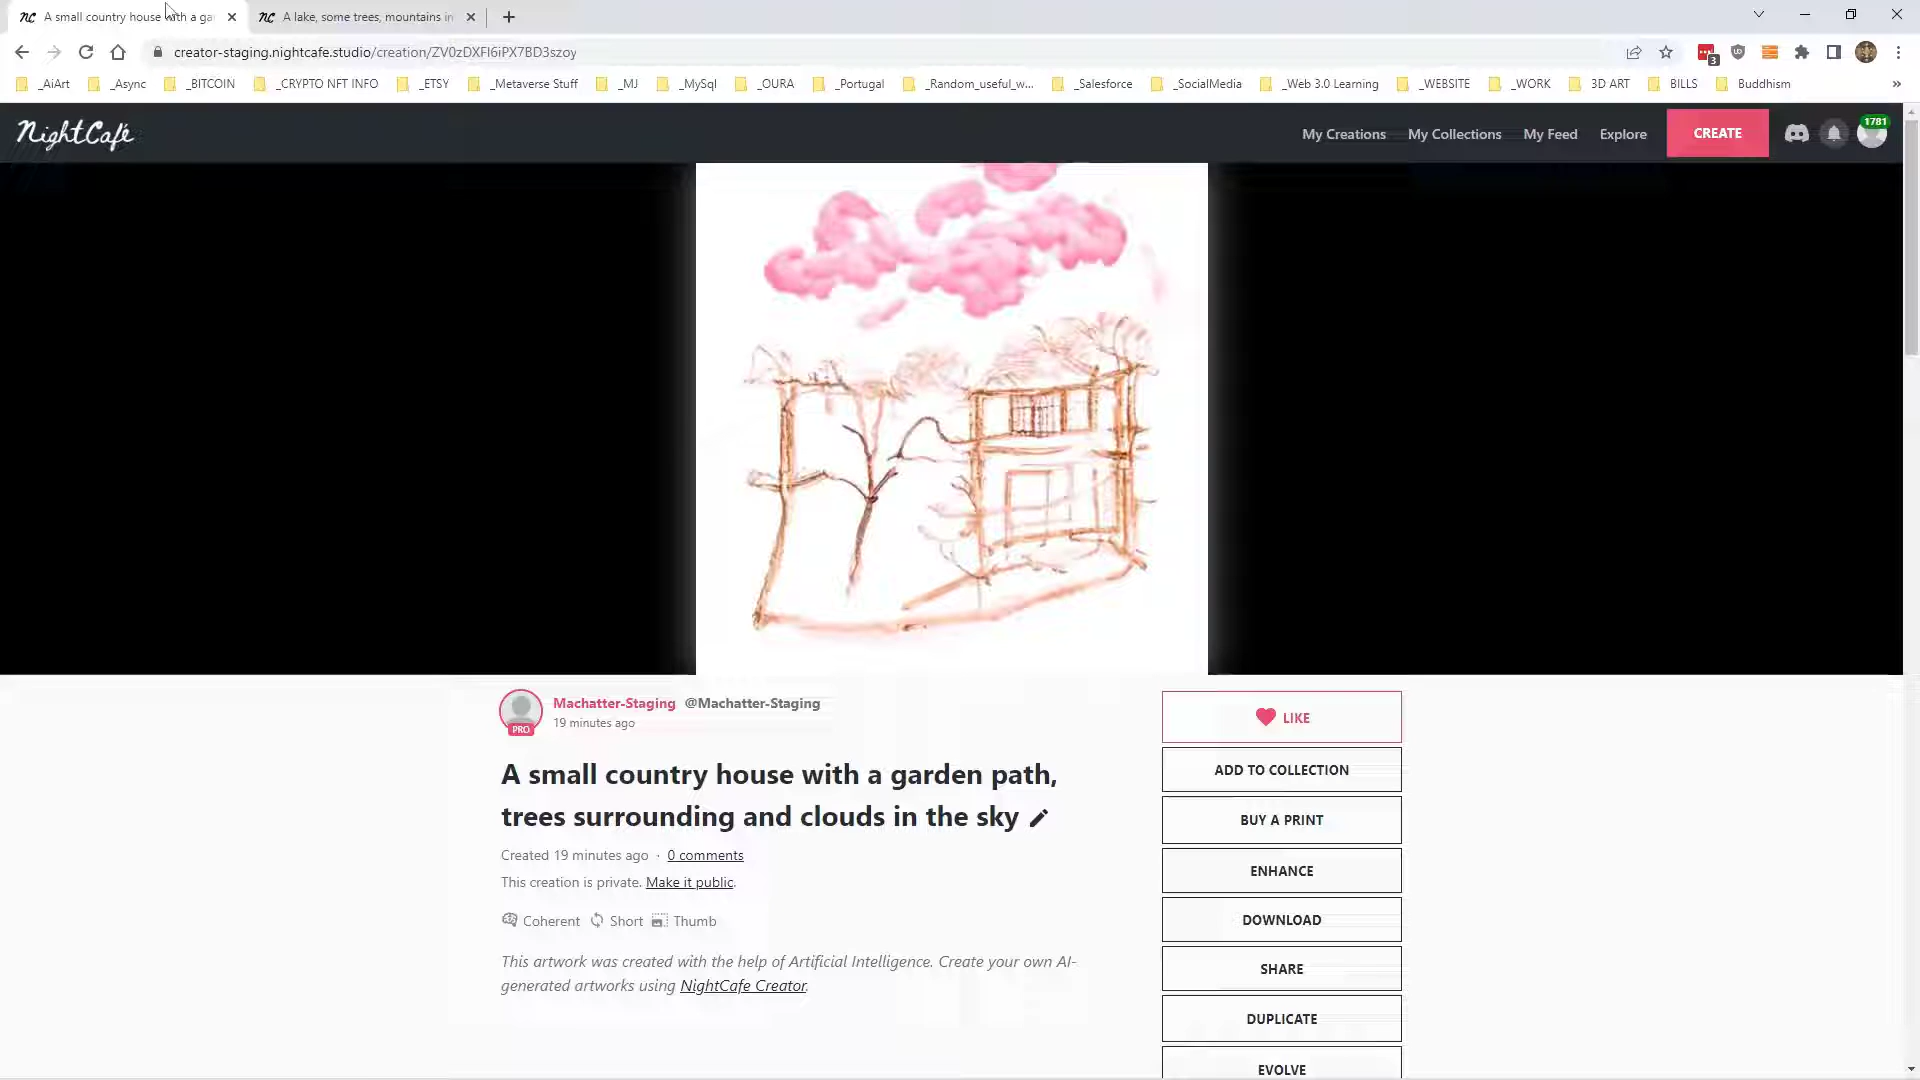 A small country house with a ga
A lake, some trees, mountains in
creator-staging.nightcafe.studio/creation/ZV0zDXFI6iPX7BD3szoy
3
_AiArt
_Async
_BITCOIN
_CRYPTO NFT INFO
_ETSY
_Metaverse Stuff
_MJ
_MySql
_OURA
_Portugal
_Random_useful_w...
_Salesforce
_SocialMedia
_Web 3.0 Learning
_WEBSITE
_WORK
3D ART
BILLS
Buddhism
»
NightCafé
My Creations
My Collections
My Feed
Explore
CREATE
1781
PRO
Machatter-Staging @Machatter-Staging
19 minutes ago
A small country house with a garden path,
trees surrounding and clouds in the sky
Created 19 minutes ago · 0 comments
This creation is private. Make it public.
Coherent Short Thumb
This artwork was created with the help of Artificial Intelligence. Create your own AI-
generated artworks using NightCafe Creator.
LIKE
ADD TO COLLECTION
BUY A PRINT
ENHANCE
DOWNLOAD
SHARE
DUPLICATE
EVOLVE